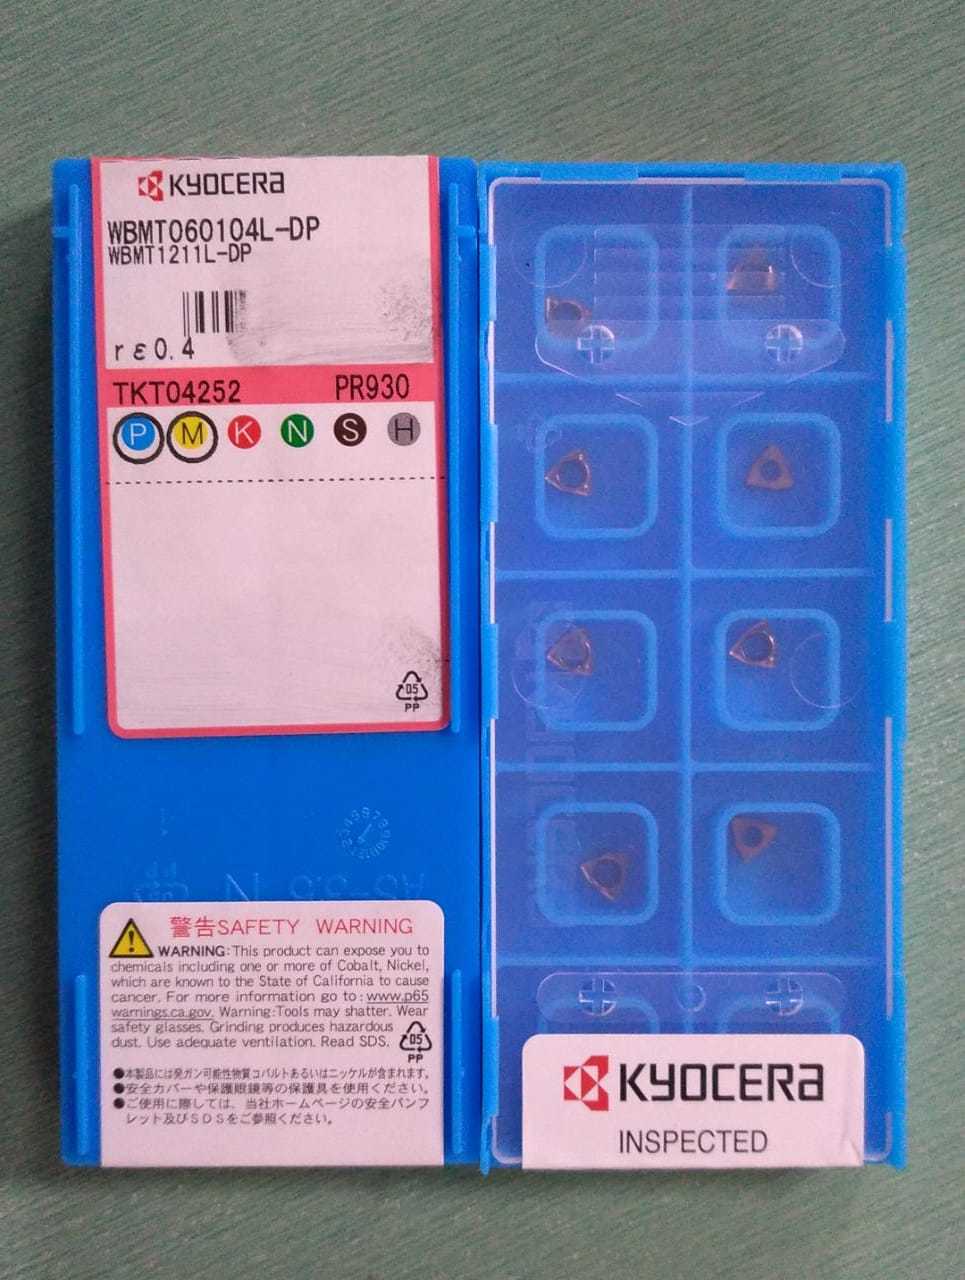 KYOCERA
WBMT060104L-DP
WBMT1211L-DP
rε0.4
TKT04252 PR930
P M K N S H
05
PP
警告SAFETY WARNING
WARNING:This product can expose you to
chemicals including one or more of Cobalt, Nickel,
which are known to the State of California to cause
cancer. For more information go to:www.p65
warnings.ca.gov. Warning:Tools may shatter. Wear
safety glasses. Grinding produces hazardous
dust. Use adequate ventilation. Read SDS.
05
PP
●本製品には発ガン可能性物質コバルトあるいはニッケルが含まれます。
●安全カバーや保護眼鏡等の保護具を使用ください。
●ご使用に際しては、当社ホームページの安全パンフ
レット及びSDSをご参照ください。
KYOCERA
INSPECTED